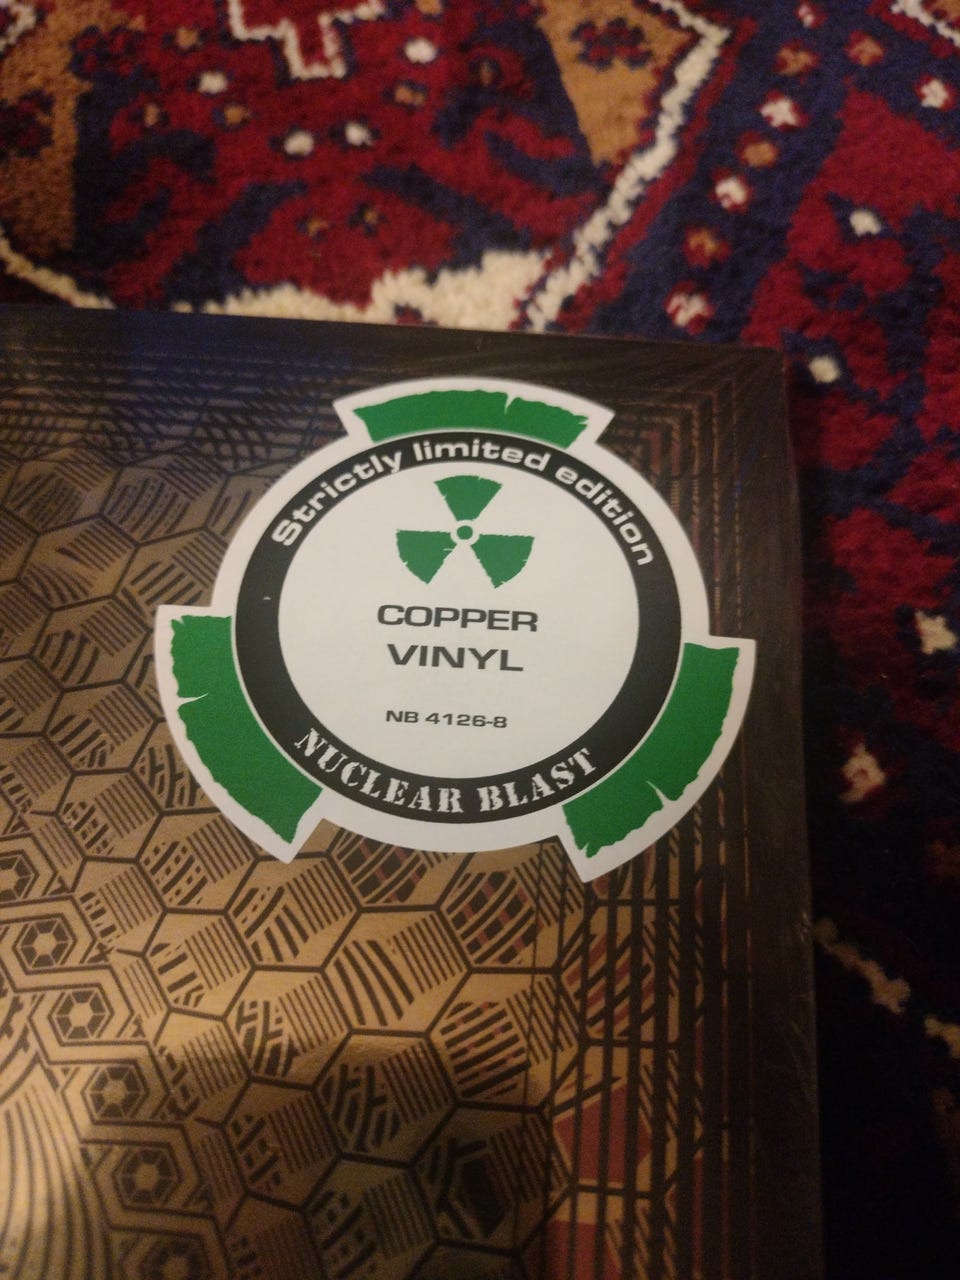 Strictly limited edition
COPPER
VINYL
NB 4126-8
NUCLEAR BLAST